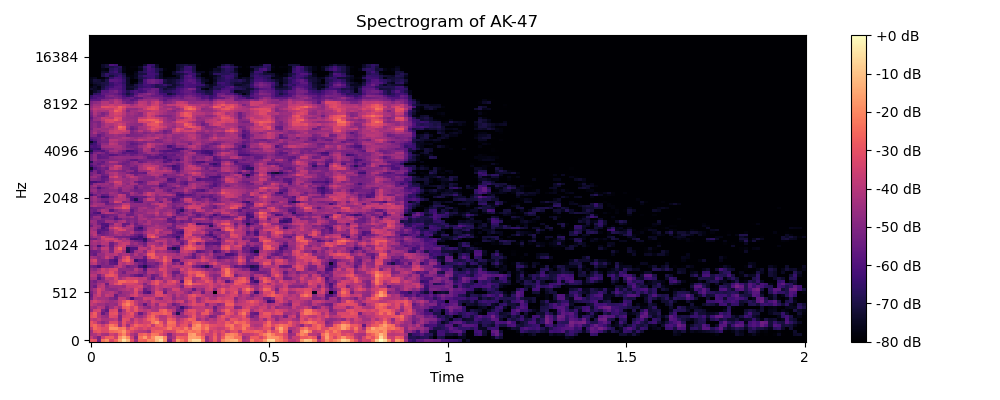 Spectrogram of AK-47
16384
8192
4096
2048
1024
512
0
Hz
0
0.5
1
1.5
2
Time
+0 dB
-10 dB
-20 dB
-30 dB
-40 dB
-50 dB
-60 dB
-70 dB
-80 dB